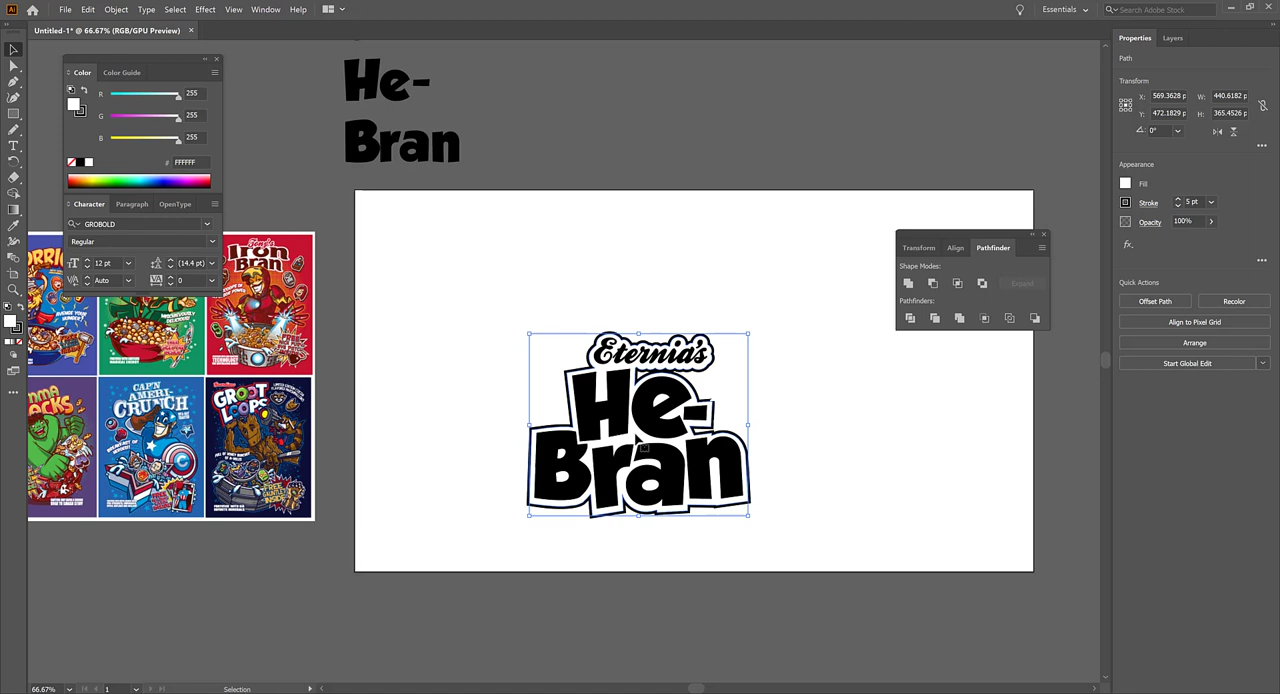 File Edit Object Type Select Effect View Window Help
Essentials
Search Adobe Stock
Untitled-1* @ 66.67% (RGB/GPU Preview)
Color Color Guide
R 255
G 255
B 255
# FFFFFF
Character Paragraph OpenType
GROBOLD
Regular
12 pt (14.4 pt)
Auto 0
He-
Bran
Tony's
Iron
Bran
CAP'N
AMERI-
CRUNCH
GROOT
LOOPS
FREE
Eternia's
He-
Bran
Transform Align Pathfinder
Shape Modes:
Expand
Pathfinders:
Properties Layers
Path
Transform
X: 569.3628 p W: 440.6182 p
Y: 472.1829 p H: 365.4526 p
0°
Appearance
Fill
Stroke 5 pt
Opacity 100%
fx.
Quick Actions
Offset Path Recolor
Align to Pixel Grid
Arrange
Start Global Edit
66.67% 1 Selection